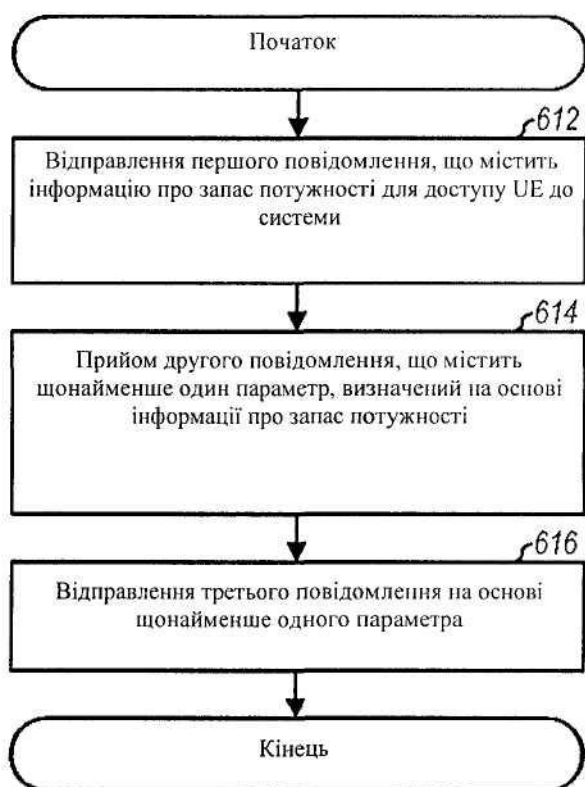 Початок
612
Відправлення першого повідомлення, що містить
інформацію про запас потужності для доступу UE до
системи
614
Прийом другого повідомлення, що містить
щонайменше один параметр, визначений на основі
інформації про запас потужності
616
Відправлення третього повідомлення на основі
щонайменше одного параметра
Кінець